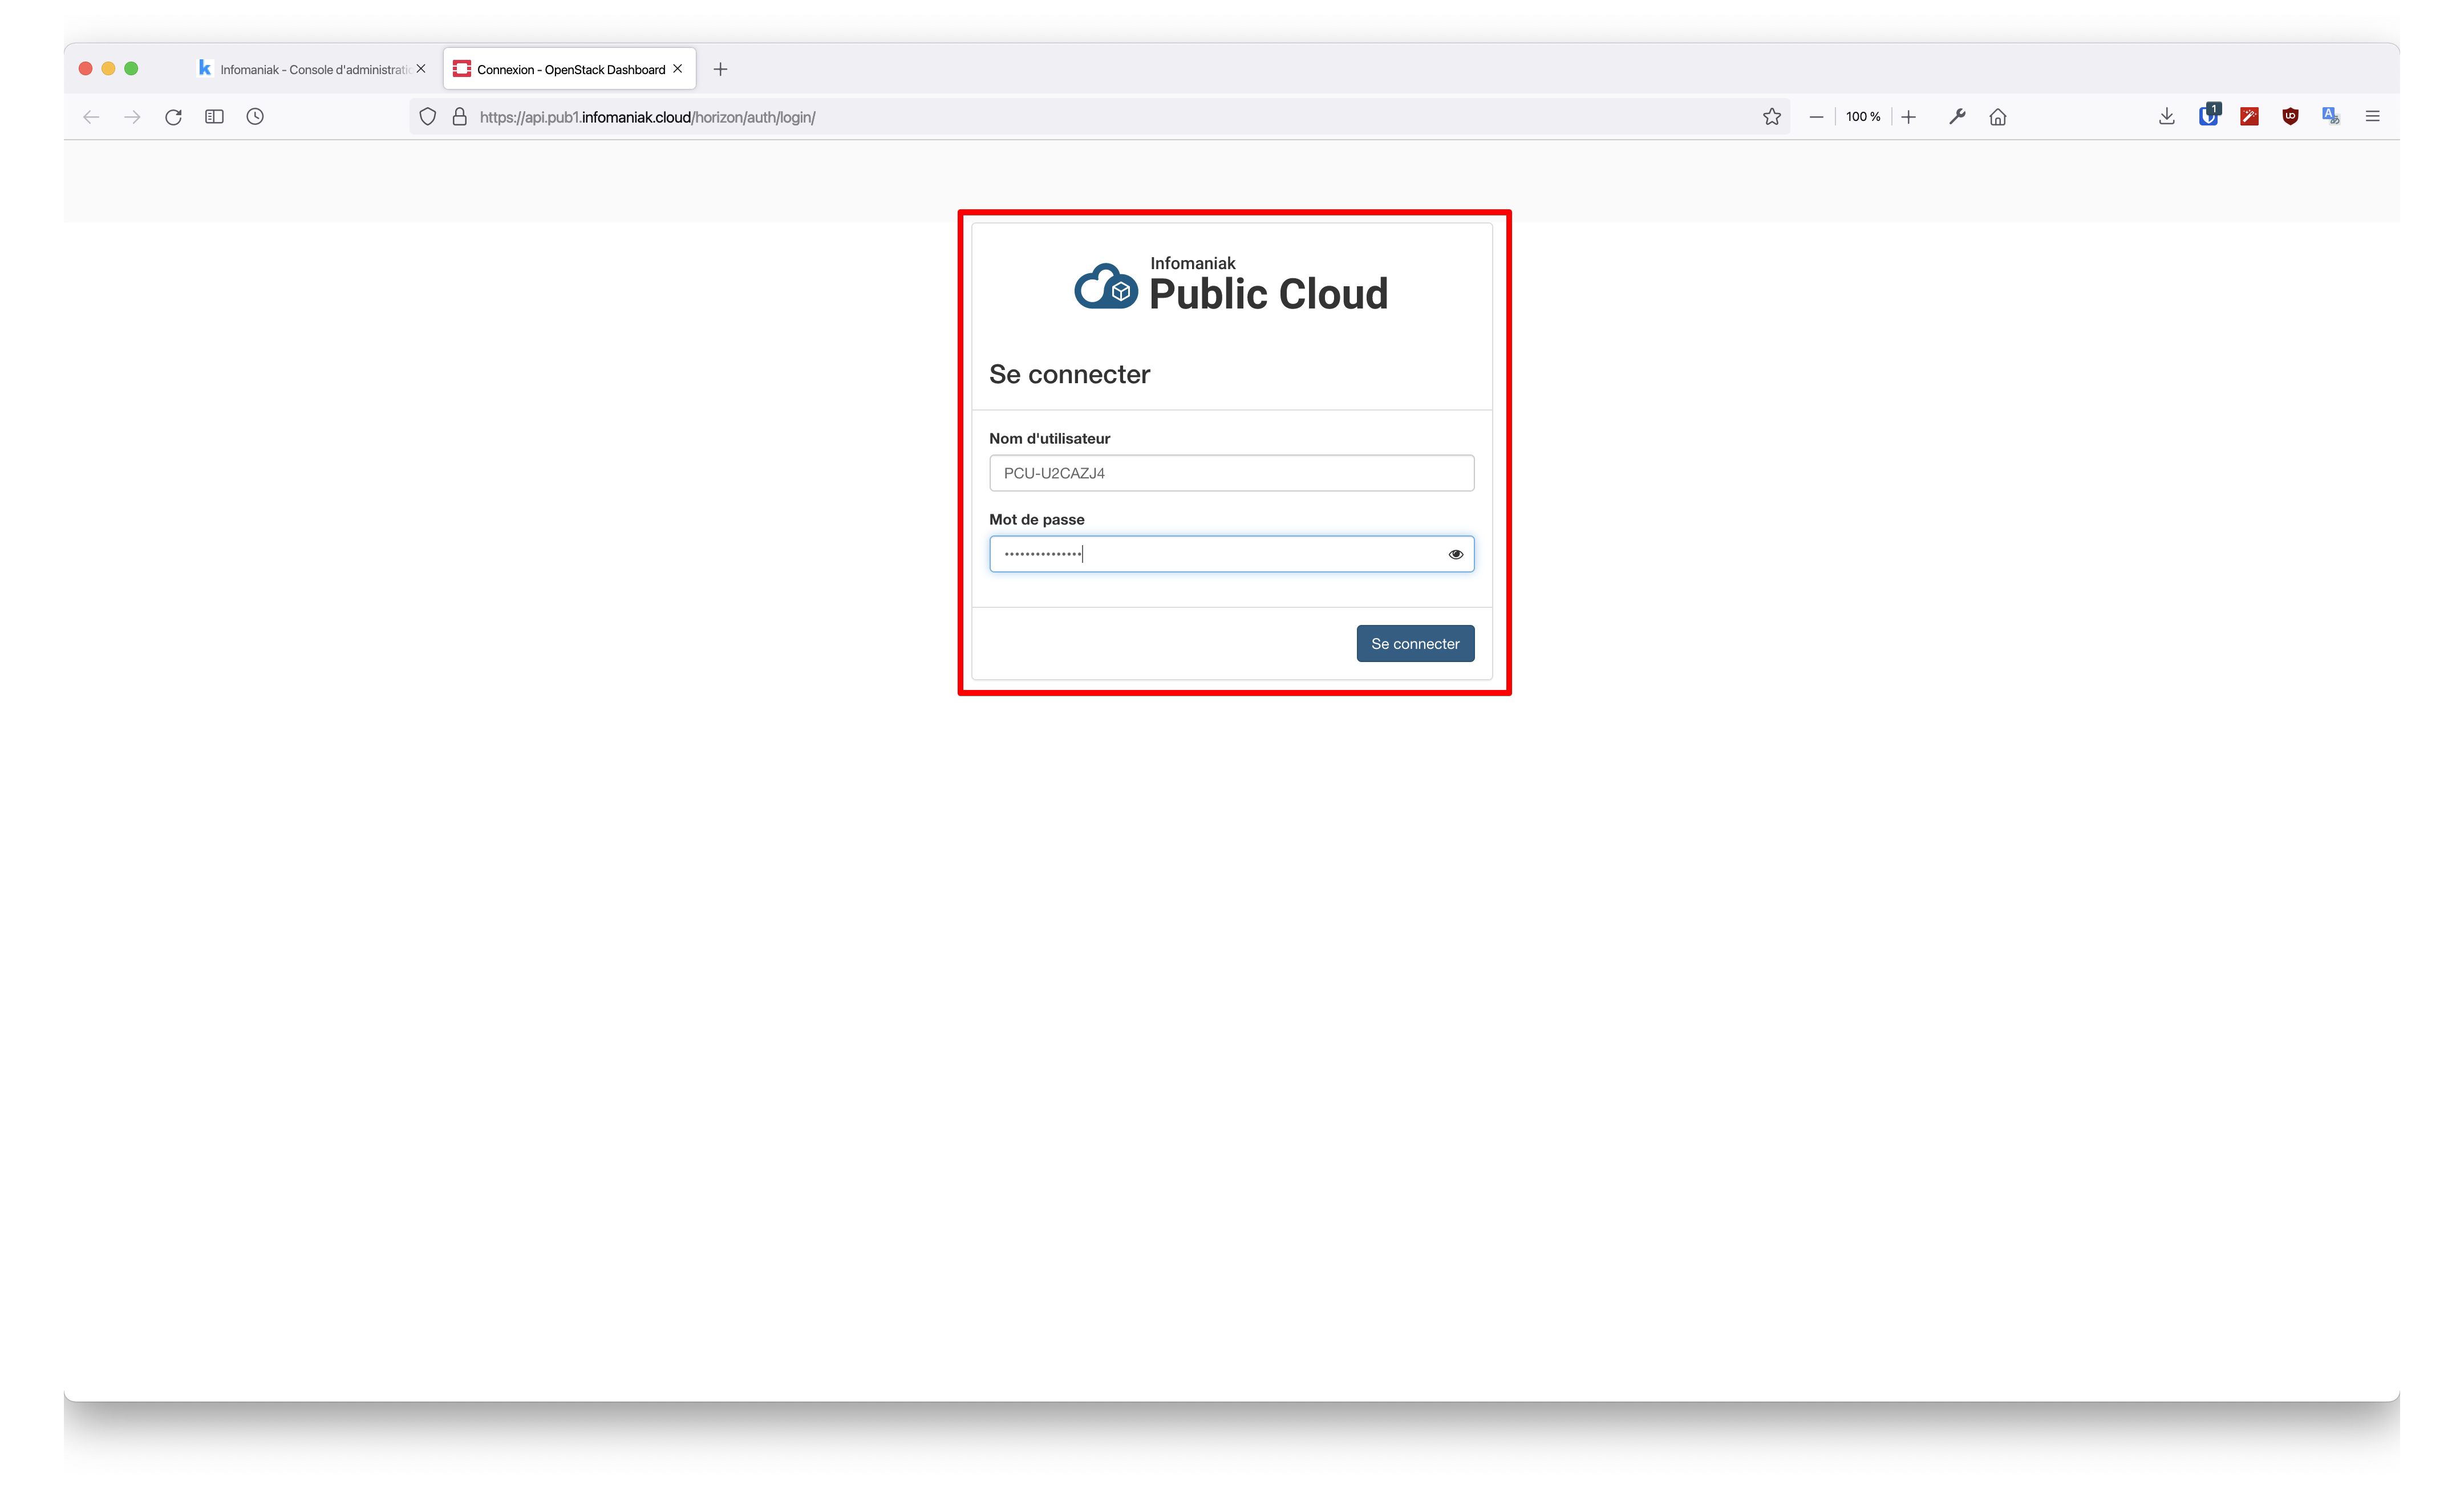 Infomaniak - Console d'administratic
Connexion - OpenStack Dashboard
https://api.pub1.infomaniak.cloud/horizon/auth/login/
100 %
1
Infomaniak
Public Cloud
Se connecter
Nom d'utilisateur
PCU-U2CAZJ4
Mot de passe
•••••••••••••••
Se connecter